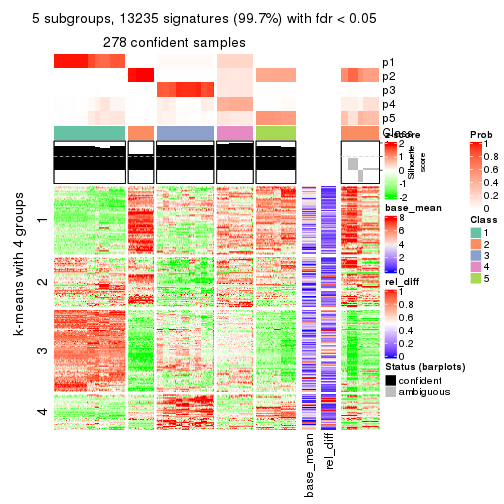 5 subgroups, 13235 signatures (99.7%) with fdr < 0.05
278 confident samples
p1
p2
p3
p4
p5
Class
z-score
2
1
0
-1
-2
Silhouette
score
base_mean
8
6
4
2
0
rel_diff
1
0.8
0.6
0.4
0.2
0
Status (barplots)
confident
ambiguous
Prob
1
0.8
0.6
0.4
0.2
0
Class
1
2
3
4
5
k-means with 4 groups
1
2
3
4
base_mean
rel_diff